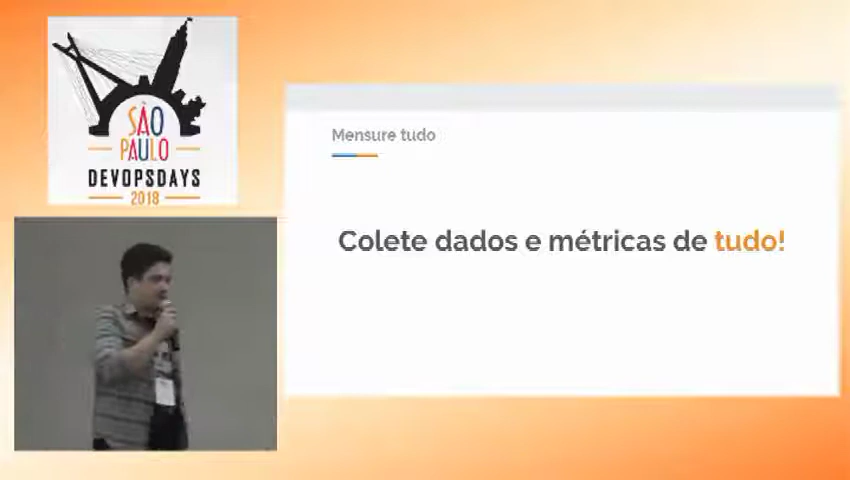 SÃO
PAULO
DEVOPSDAYS
2018
Mensure tudo
Colete dados e métricas de tudo!